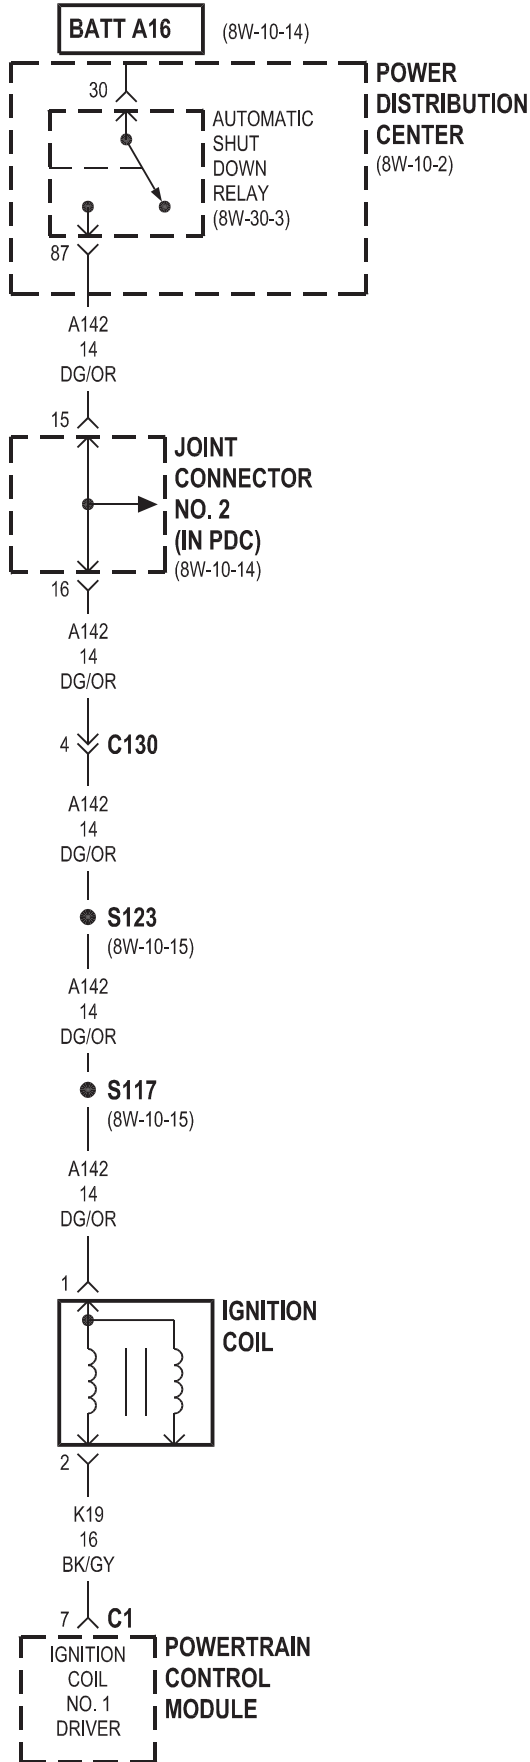 BATT A16
(8W-10-14)
30
POWER
DISTRIBUTION
CENTER
(8W-10-2)
AUTOMATIC
SHUT
DOWN
RELAY
(8W-30-3)
87
A142
14
DG/OR
15
JOINT
CONNECTOR
NO. 2
(IN PDC)
(8W-10-14)
16
A142
14
DG/OR
4 C130
A142
14
DG/OR
S123
(8W-10-15)
A142
14
DG/OR
S117
(8W-10-15)
A142
14
DG/OR
1
IGNITION
COIL
2
K19
16
BK/GY
7 C1
IGNITION
COIL
NO. 1
DRIVER
POWERTRAIN
CONTROL
MODULE